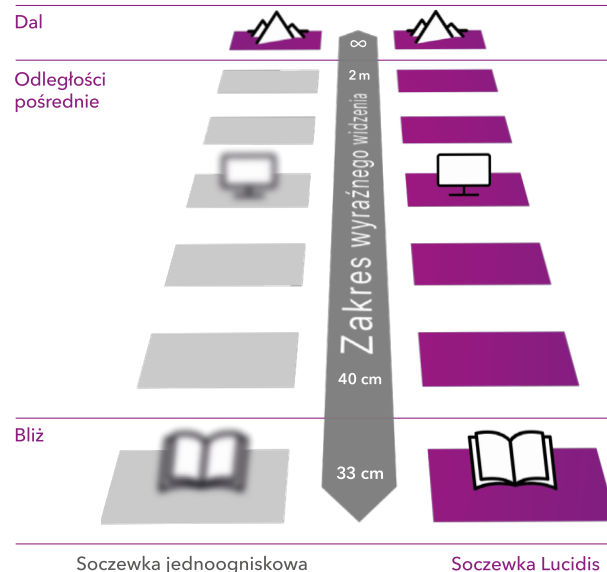 Dal
∞
2 m
Odległości
pośrednie
Zakres wyraźnego widzenia
40 cm
Bliż
33 cm
Soczewka jednoogniskowa
Soczewka Lucidis